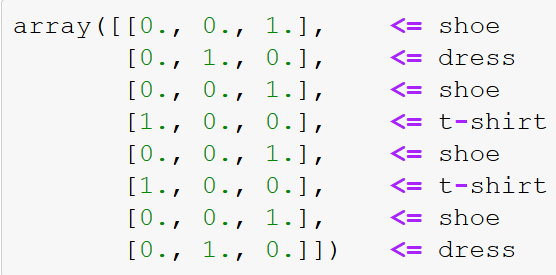 array([[0., 0., 1.],    <= shoe
       [0., 1., 0.],    <= dress
       [0., 0., 1.],    <= shoe
       [1., 0., 0.],    <= t-shirt
       [0., 0., 1.],    <= shoe
       [1., 0., 0.],    <= t-shirt
       [0., 0., 1.],    <= shoe
       [0., 1., 0.]])   <= dress